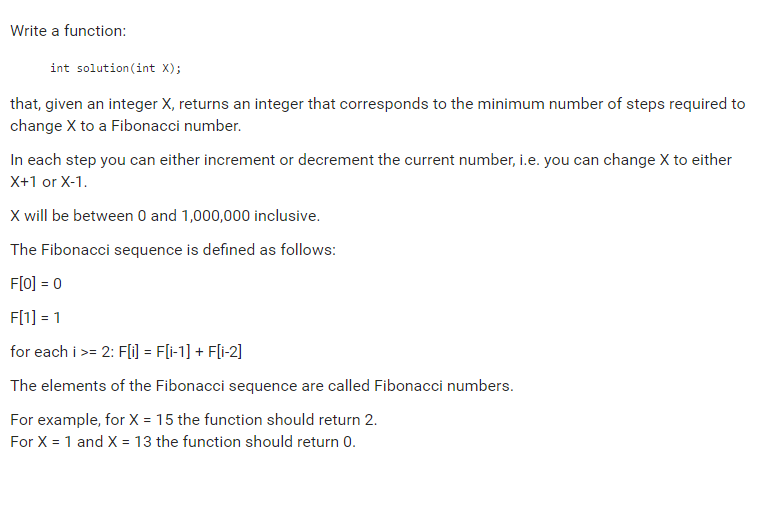 Write a function:
int solution(int X);
that, given an integer X, returns an integer that corresponds to the minimum number of steps required to
change X to a Fibonacci number.
In each step you can either increment or decrement the current number, i.e. you can change X to either
X+1 or X-1.
X will be between 0 and 1,000,000 inclusive.
The Fibonacci sequence is defined as follows:
F[0] = 0
F[1] = 1
for each i >= 2: F[i] = F[i-1] + F[i-2]
The elements of the Fibonacci sequence are called Fibonacci numbers.
For example, for X = 15 the function should return 2.
For X = 1 and X = 13 the function should return 0.